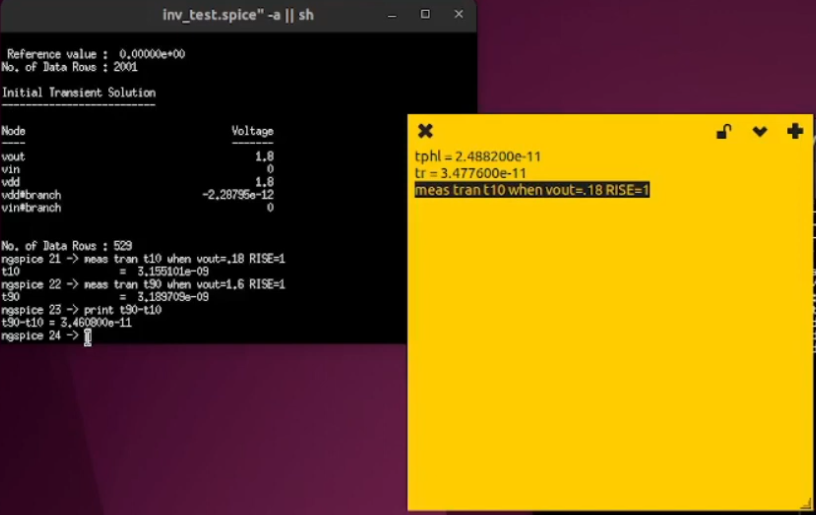 inv_test.spice" -a || sh
Reference value : 0.00000e+00
No. of Data Rows : 2001
Initial Transient Solution
--------------------------
Node Voltage
---- -------
vout 1.8
vin 0
vdd 1.8
vdd#branch -2.28795e-12
vin#branch 0
No. of Data Rows : 529
ngspice 21 -> meas tran t10 when vout=.18 RISE=1
t10 = 3.155101e-09
ngspice 22 -> meas tran t90 when vout=1.6 RISE=1
t90 = 3.189709e-09
ngspice 23 -> print t90-t10
t90-t10 = 3.460800e-11
ngspice 24 ->
tphl = 2.488200e-11
tr = 3.477600e-11
meas tran t10 when vout=.18 RISE=1